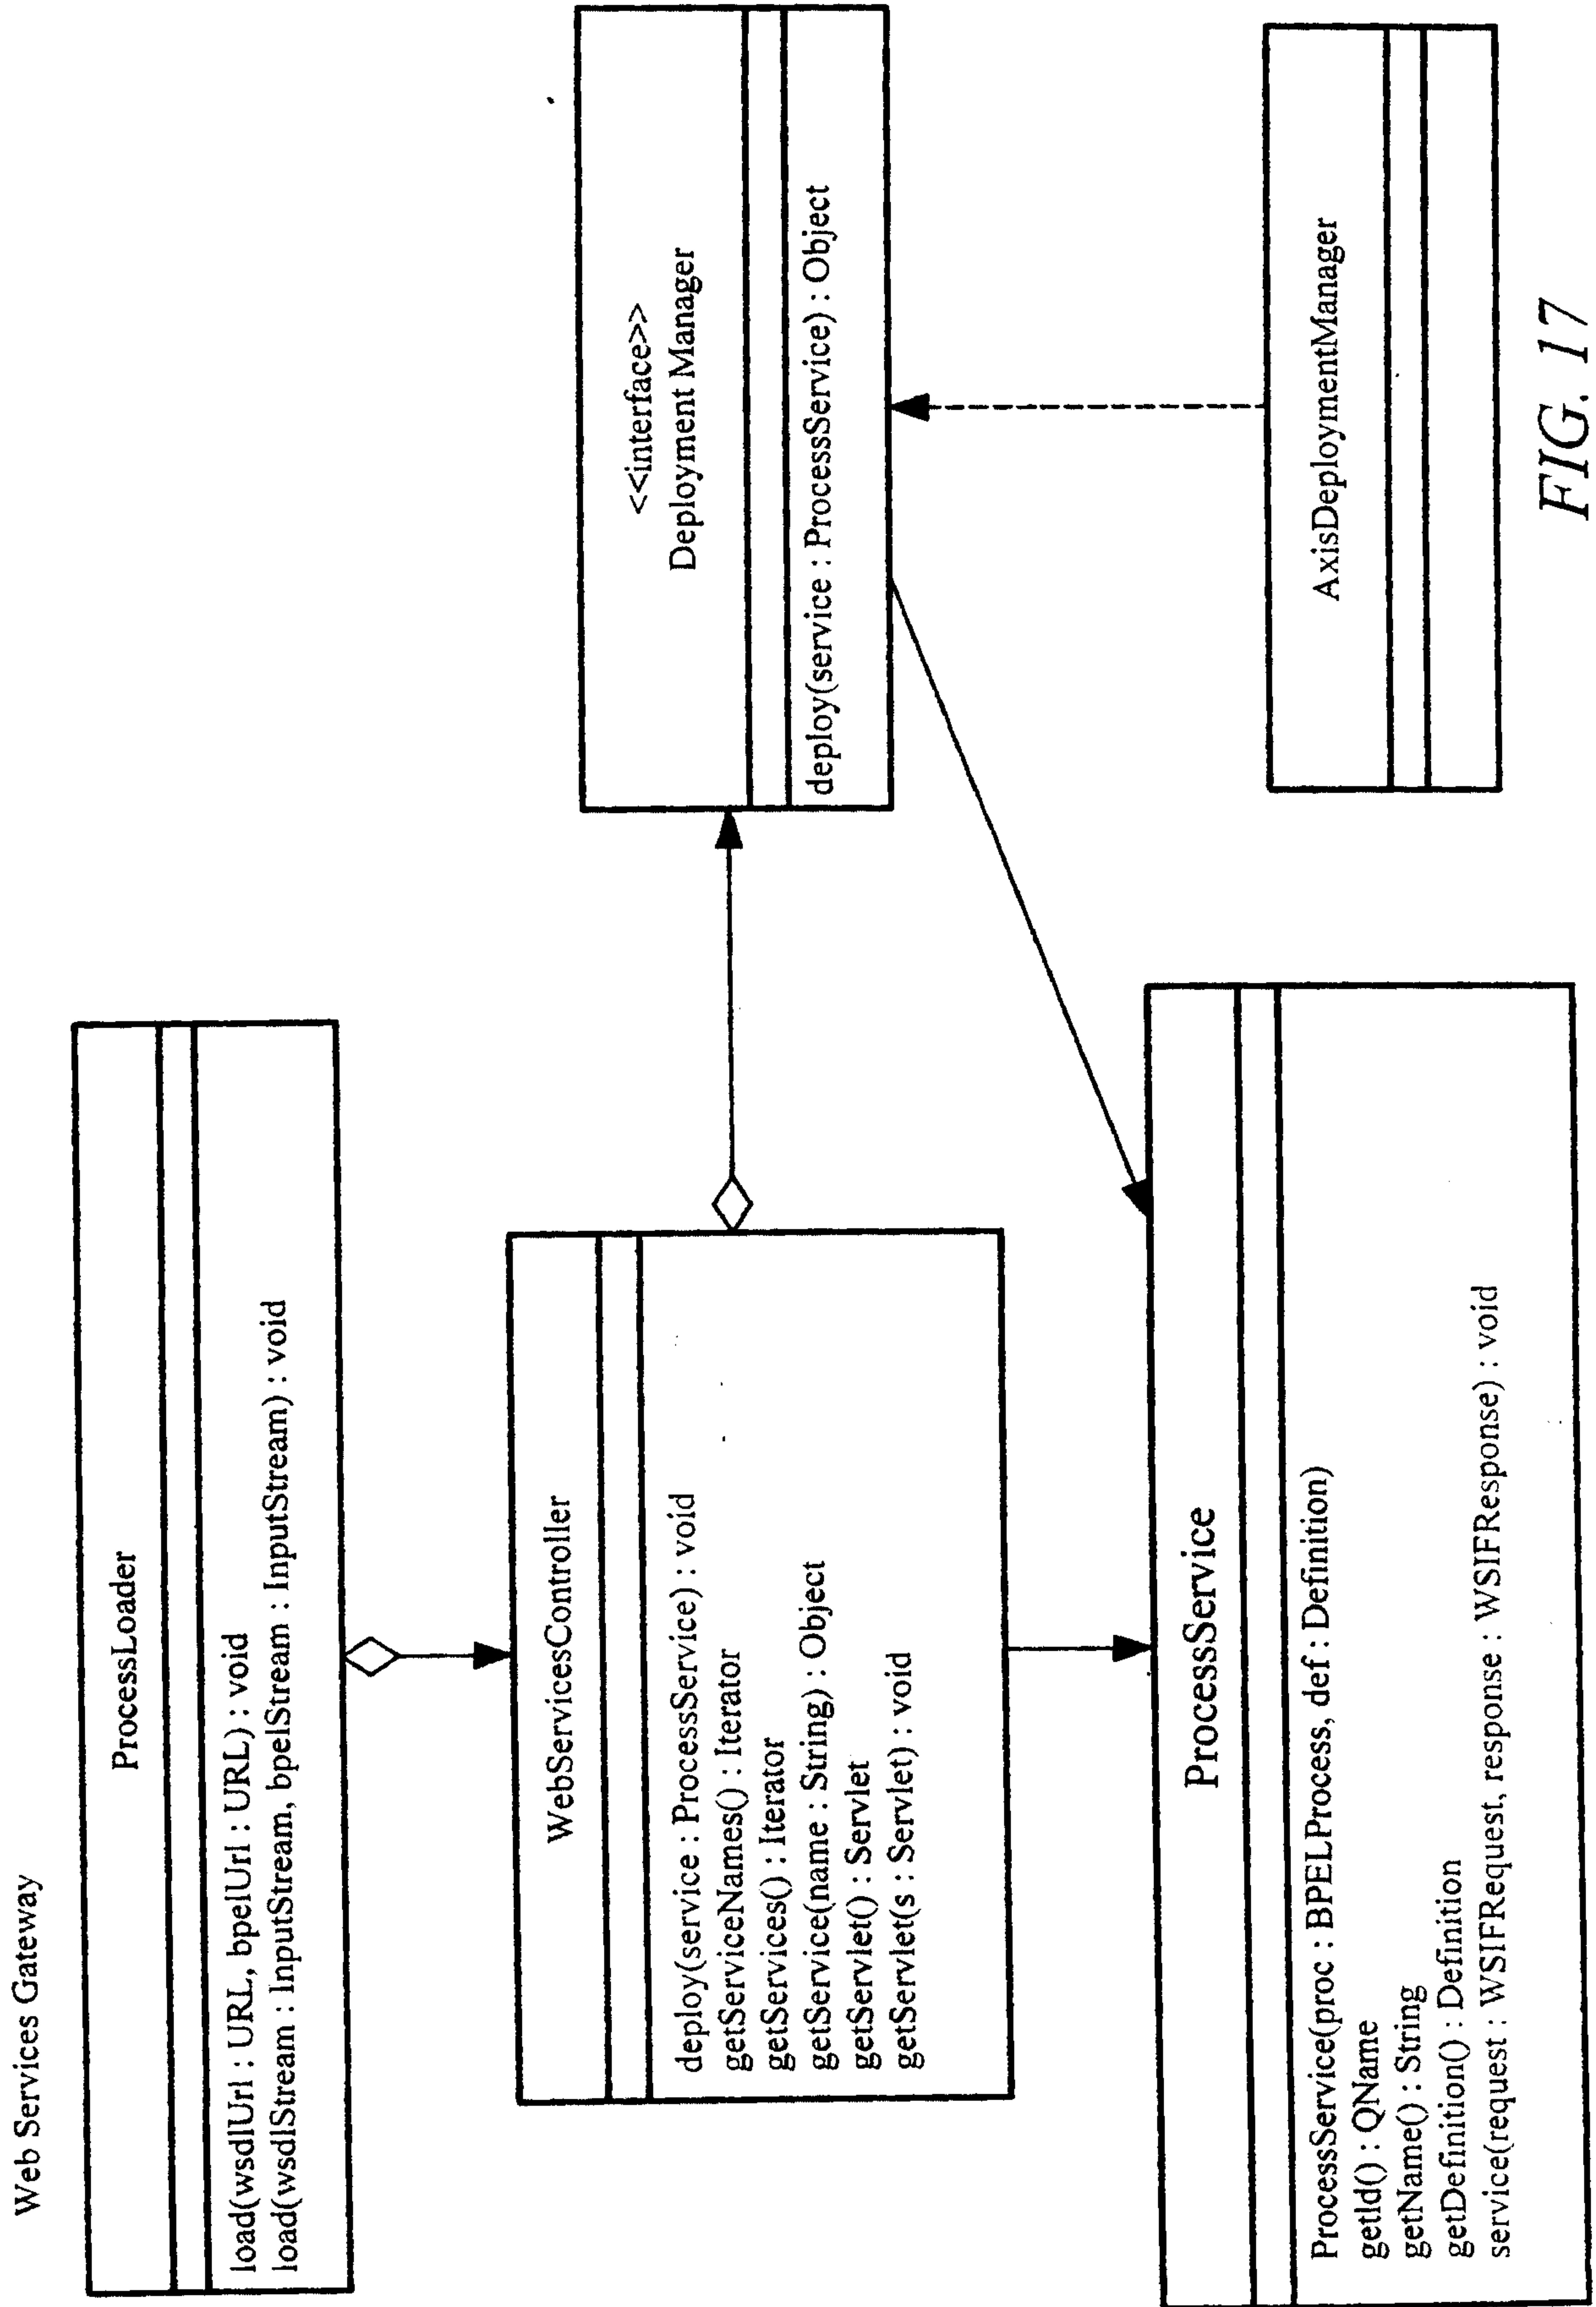 Web Services Gateway
ProcessLoader
load(wsdlUrl : URL, bpelUrl : URL) : void
load(wsdlStream : InputStream, bpelStream : InputStream) : void
WebServicesController
deploy(service : ProcessService) : void
getServiceNames() : Iterator
getServices() : Iterator
getService(name : String) : Object
getServlet() : Servlet
getServlet(s : Servlet) : void
<<interface>>
Deployment Manager
deploy(service : ProcessService) : Object
ProcessService
ProcessService(proc : BPELProcess, def : Definition)
getId() : QName
getName() : String
getDefinition() : Definition
service(request : WSIFRequest, response : WSIFResponse) : void
AxisDeploymentManager
FIG. 17